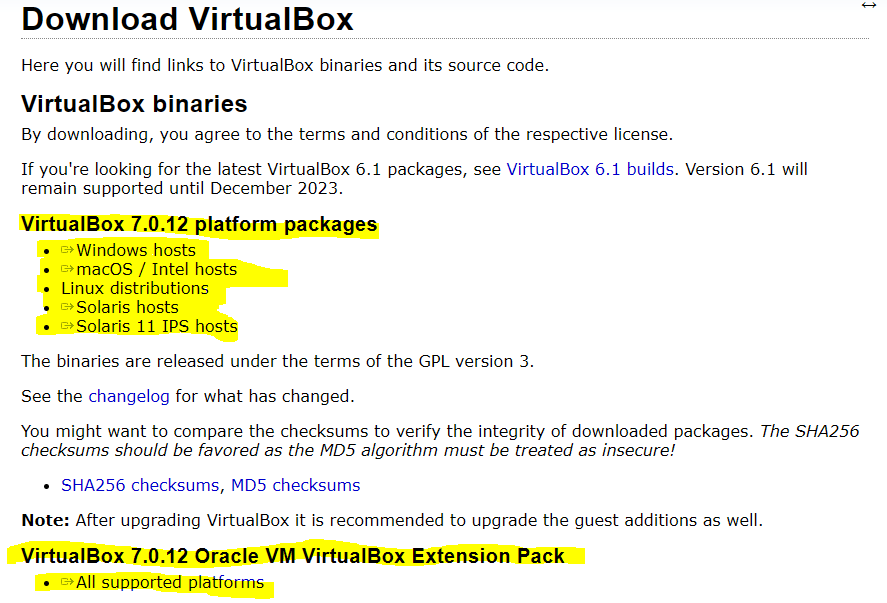 Download VirtualBox
Here you will find links to VirtualBox binaries and its source code.
VirtualBox binaries
By downloading, you agree to the terms and conditions of the respective license.
If you're looking for the latest VirtualBox 6.1 packages, see VirtualBox 6.1 builds. Version 6.1 will
remain supported until December 2023.
VirtualBox 7.0.12 platform packages
Windows hosts
macOS / Intel hosts
Linux distributions
Solaris hosts
Solaris 11 IPS hosts
The binaries are released under the terms of the GPL version 3.
See the changelog for what has changed.
You might want to compare the checksums to verify the integrity of downloaded packages. The SHA256
checksums should be favored as the MD5 algorithm must be treated as insecure!
SHA256 checksums, MD5 checksums
Note: After upgrading VirtualBox it is recommended to upgrade the guest additions as well.
VirtualBox 7.0.12 Oracle VM VirtualBox Extension Pack
All supported platforms